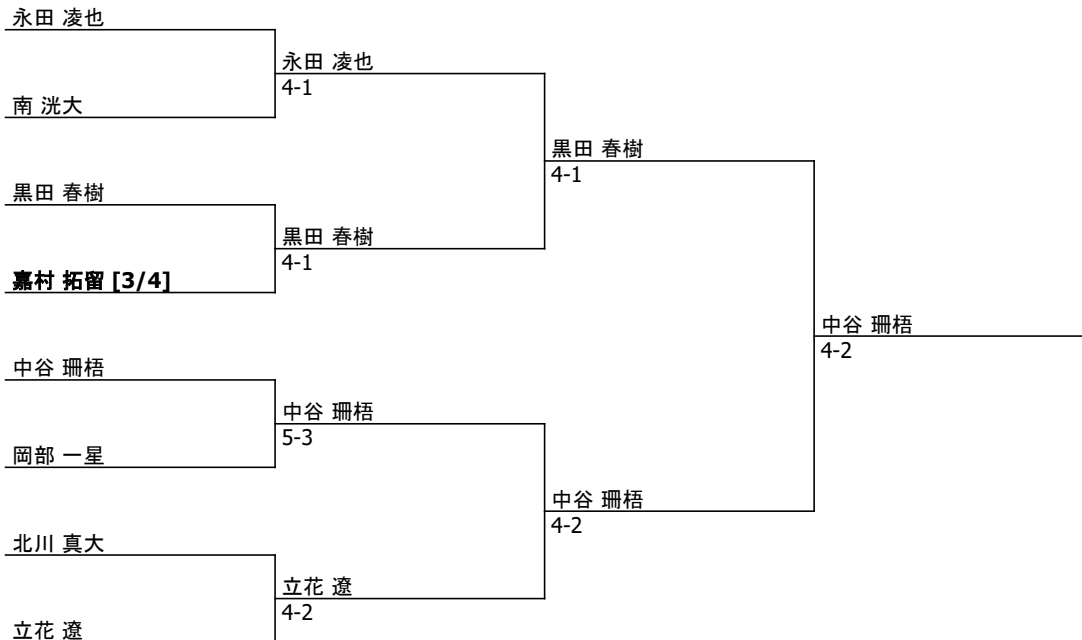 永田 凌也
永田 凌也
4-1
南 洸大
黒田 春樹
4-1
黒田 春樹
黒田 春樹
4-1
嘉村 拓留 [3/4]
中谷 珊梧
4-2
中谷 珊梧
中谷 珊梧
5-3
岡部 一星
中谷 珊梧
4-2
北川 真大
立花 遼
4-2
立花 遼